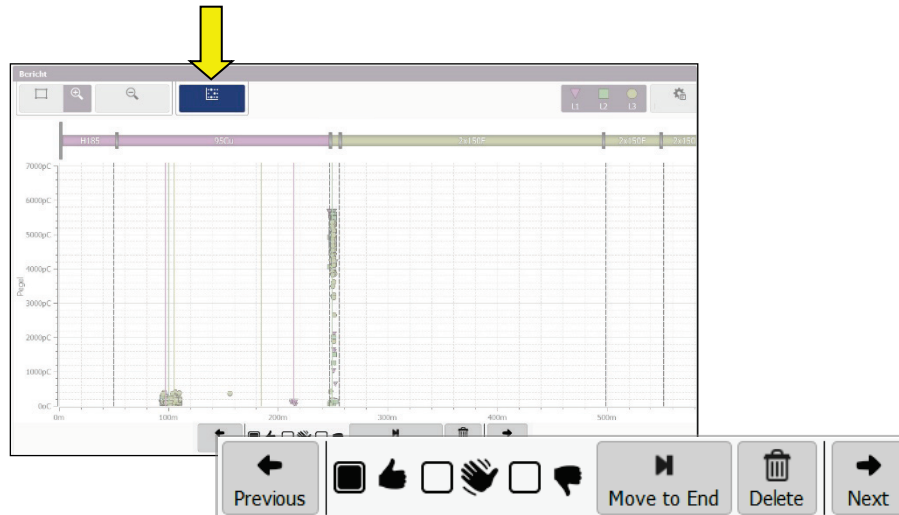 Bericht
L1 L2 L3
H185 95Cu 2x150E 2x150E 2x150
7000pC
6000pC
5000pC
4000pC
3000pC
2000pC
1000pC
0pC
Pegel
0m 100m 200m 300m 400m 500m
Previous Move to End Delete Next